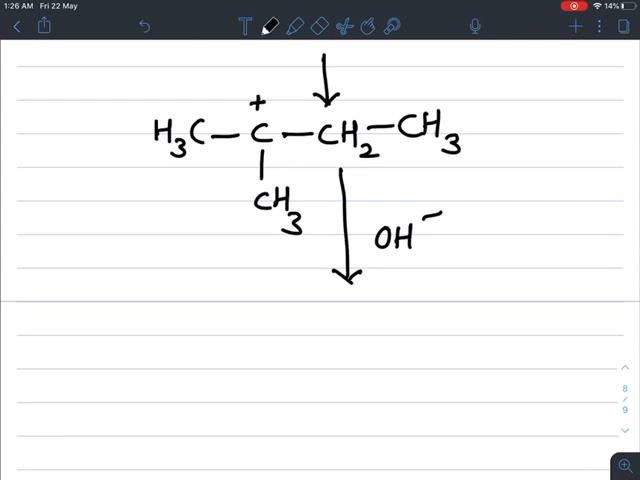 1:26 AM Fri 22 May
14%
+
H3C — C — CH2 — CH3
CH3
OH −
8
/
9